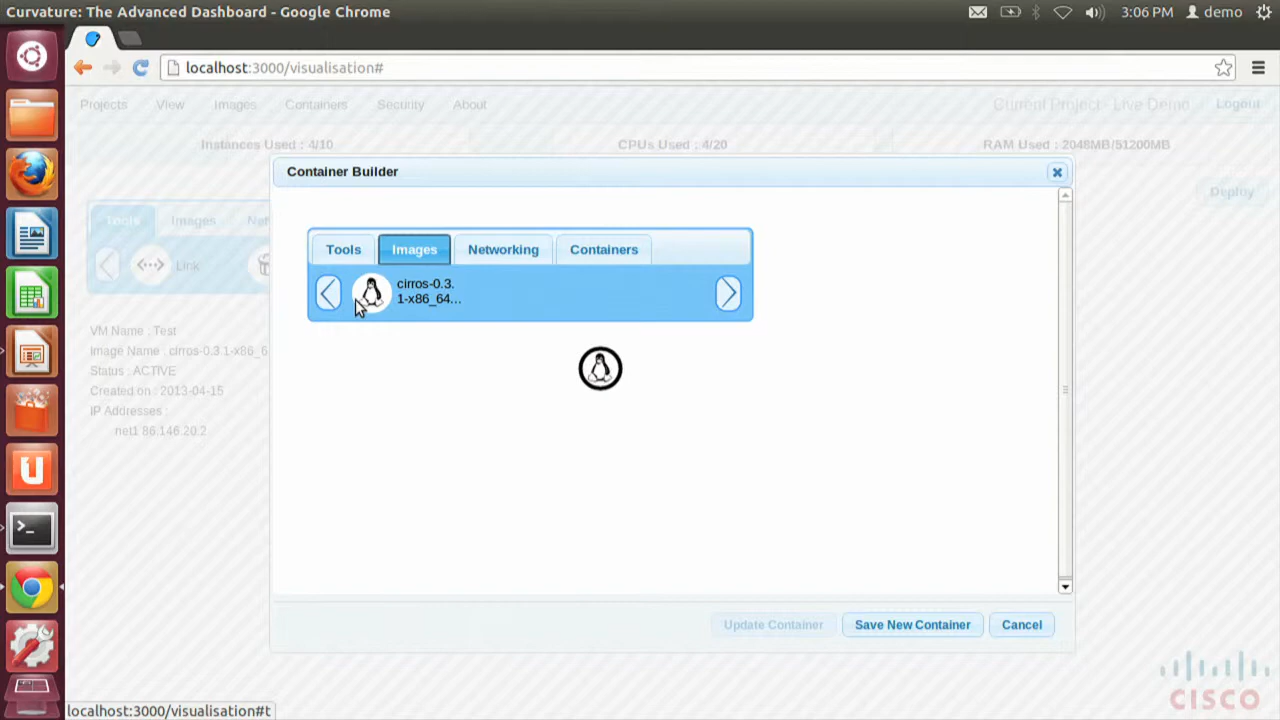 Curvature: The Advanced Dashboard - Google Chrome
3:06 PM
demo
localhost:3000/visualisation#
Projects
View
Images
Containers
Security
About
Current Project - Live Demo
Logout
Instances Used : 4/10
CPUs Used : 4/20
RAM Used : 2048MB/51200MB
Container Builder
Deploy
Tools
Images
Net
Link
Tools
Images
Networking
Containers
cirros-0.3.
1-x86_64...
VM Name : Test
Image Name : cirros-0.3.1-x86_6
Status : ACTIVE
Created on : 2013-04-15
IP Addresses :
net1 86.146.20.2
Update Container
Save New Container
Cancel
CISCO
localhost:3000/visualisation#t